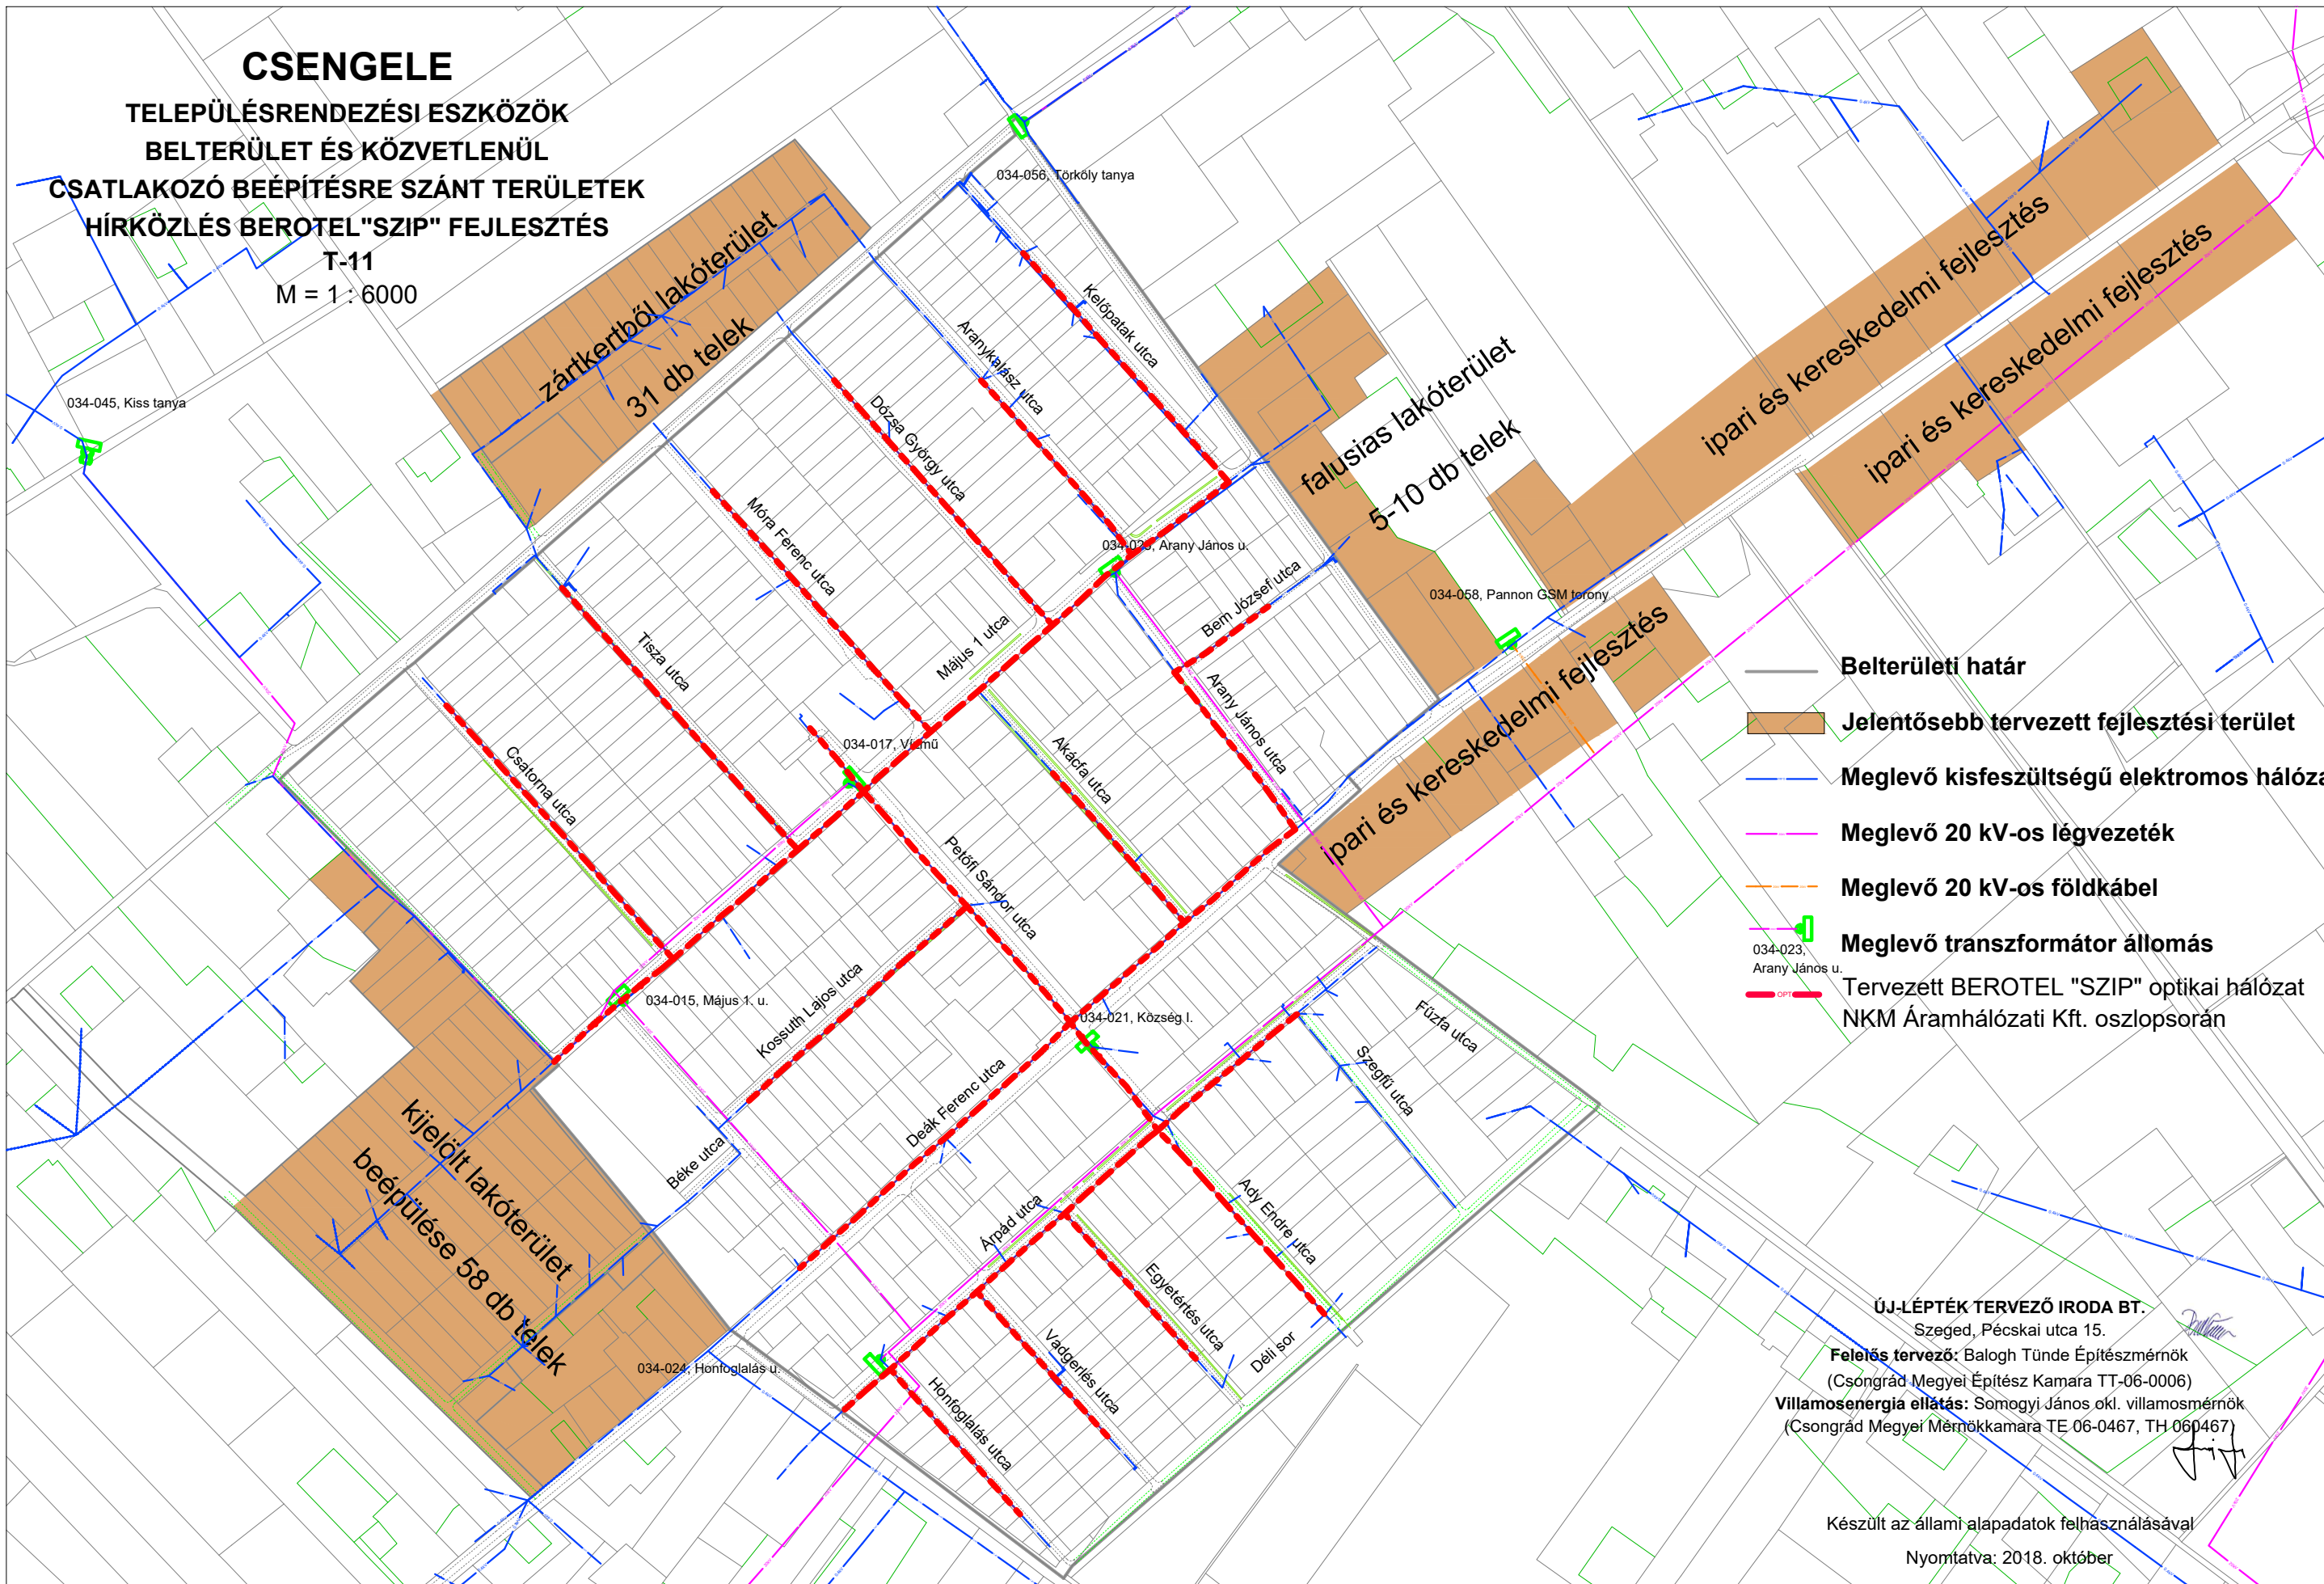 CSENGELE
TELEPÜLÉSRENDEZÉSI ESZKÖZÖK
BELTERÜLET ÉS KÖZVETLENÜL
CSATLAKOZÓ BEÉPÍTÉSRE SZÁNT TERÜLETEK
HÍRKÖZLÉS BEROTEL"SZIP" FEJLESZTÉS
T-11
M = 1 : 6000
034-056, Törköly tanya
zártkertből lakóterület
31 db telek
034-045, Kiss tanya
Kelőpatak utca
Aranykalász utca
Dózsa György utca
Móra Ferenc utca
Tisza utca
Csatorna utca
Május 1 utca
034-023, Arany János u.
Bem József utca
Arany János utca
Akácfa utca
falusias lakóterület
5-10 db telek
ipari és kereskedelmi fejlesztés
ipari és kereskedelmi fejlesztés
034-058, Pannon GSM torony
ipari és kereskedelmi fejlesztés
034-017, Vízmű
Petőfi Sándor utca
034-015, Május 1. u.
Kossuth Lajos utca
034-021, Község I.
Deák Ferenc utca
Béke utca
Árpád utca
Fűzfa utca
Szegfű utca
Ady Endre utca
Egyetértés utca
Déli sor
Vadgerlés utca
Honfoglalás utca
034-024, Honfoglalás u.
kijelölt lakóterület
beépülése 58 db telek
Belterületi határ
Jelentősebb tervezett fejlesztési terület
Meglevő kisfeszültségű elektromos hálóza
Meglevő 20 kV-os légvezeték
Meglevő 20 kV-os földkábel
Meglevő transzformátor állomás
034-023,
Arany János u.
OPT
Tervezett BEROTEL "SZIP" optikai hálózat
NKM Áramhálózati Kft. oszlopsorán
ÚJ-LÉPTÉK TERVEZŐ IRODA BT.
Szeged, Pécskai utca 15.
Felelős tervező: Balogh Tünde Építészmérnök
(Csongrád Megyei Építész Kamara TT-06-0006)
Villamosenergia ellátás: Somogyi János okl. villamosmérnök
(Csongrád Megyei Mérnökkamara TE 06-0467, TH 060467)
Készült az állami alapadatok felhasználásával
Nyomtatva: 2018. október